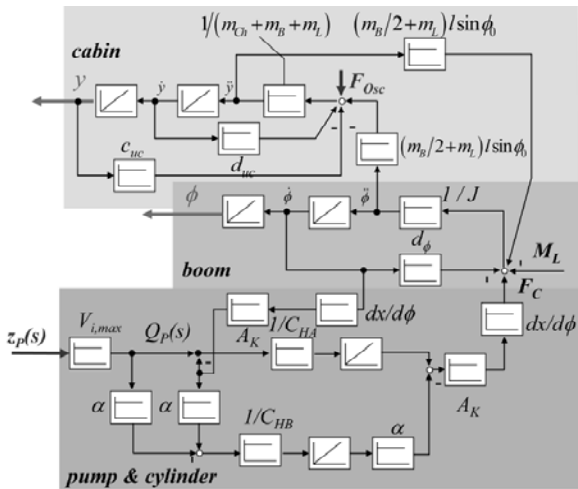 1/(m_Ch + m_B + m_L)
(m_B/2 + m_L) l sin ϕ_0
cabin
y
ẏ
ÿ
F_Osc
-
-
c_uc
d_uc
(m_B/2 + m_L) l sin ϕ_0
ϕ
ϕ̇
ϕ̈
1/J
d_ϕ
M_L
boom
F_C
z_P(s)
V_i,max
Q_P(s)
A_K
1/C_HA
dx/dϕ
dx/dϕ
-
-
α
α
1/C_HB
α
A_K
pump & cylinder